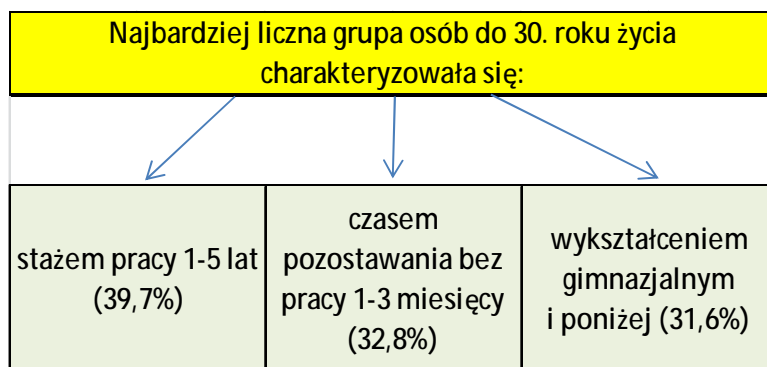 Najbardziej liczna grupa osób do 30. roku życia
charakteryzowała się:
stażem pracy 1-5 lat
(39,7%)
czasem
pozostawania bez
pracy 1-3 miesięcy
(32,8%)
wykształceniem
gimnazjalnym
i poniżej (31,6%)